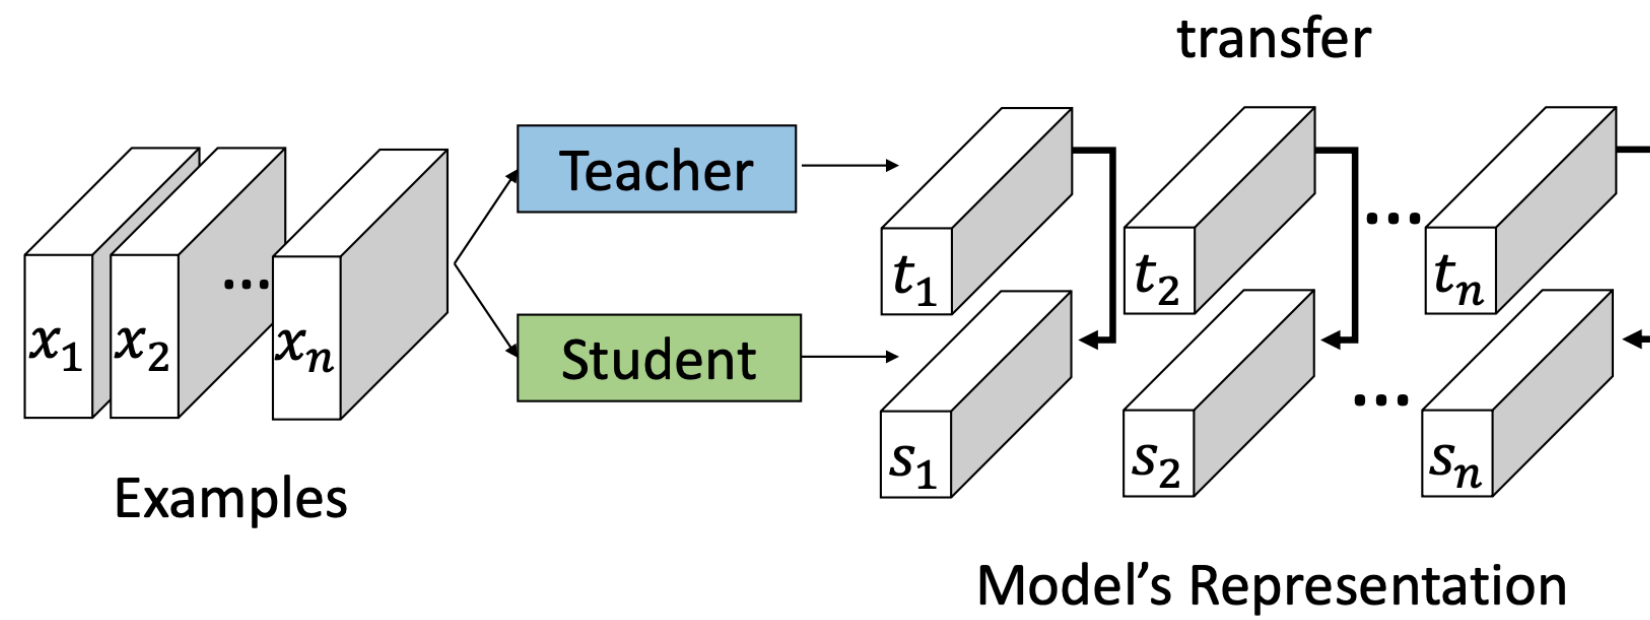 transfer
Teacher
t₁ t₂ ... tₙ
x₁ x₂ ... xₙ
Student
s₁ s₂ ... sₙ
Examples
Model's Representation